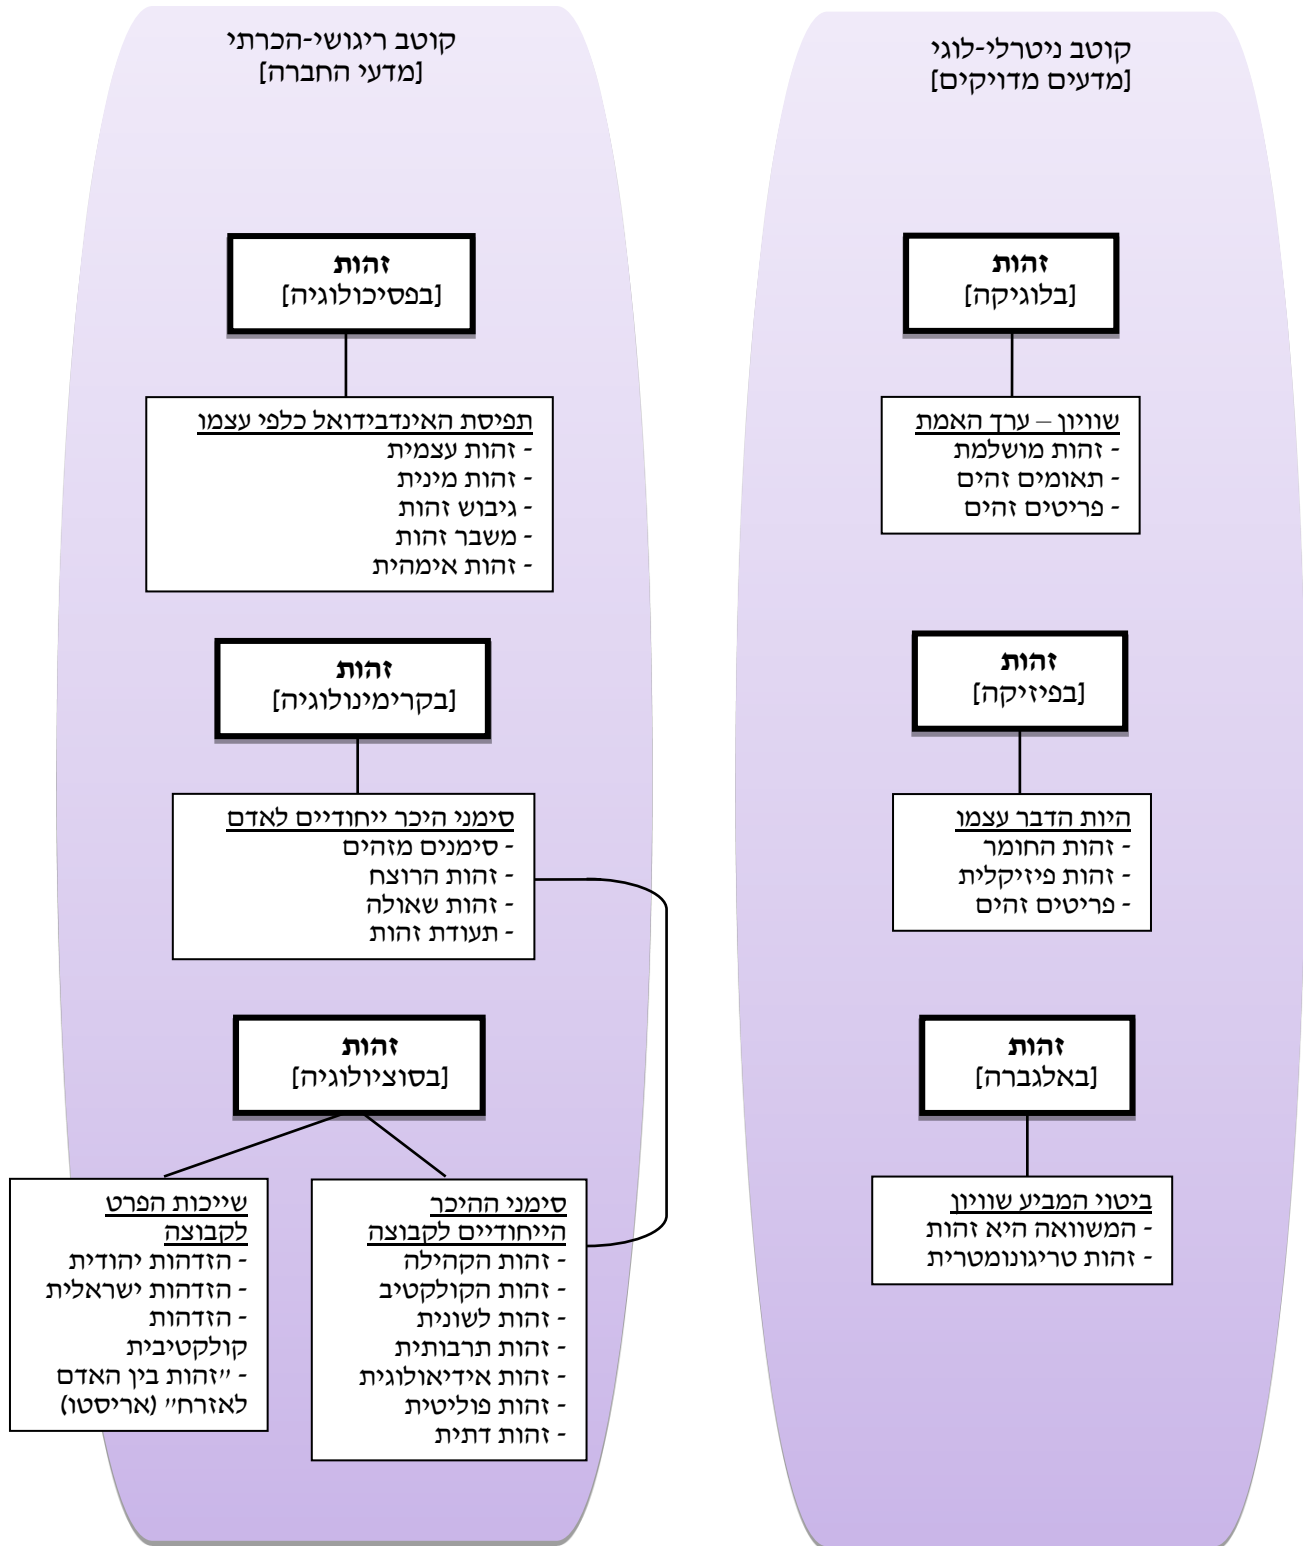 קוטב ניטרלי-לוגי
[מדעים מדויקים]
זהות
[בלוגיקה]
שוויון – ערך האמת
- זהות מושלמת
- תאומים זהים
- פריטים זהים
זהות
[בפיזיקה]
היות הדבר עצמו
- זהות החומר
- זהות פיזיקלית
- פריטים זהים
זהות
[באלגברה]
ביטוי המביע שוויון
- המשוואה היא זהות
- זהות טריגונומטרית
קוטב ריגושי-הכרתי
[מדעי החברה]
זהות
[בפסיכולוגיה]
תפיסת האינדבידואל כלפי עצמו
- זהות עצמית
- זהות מינית
- גיבוש זהות
- משבר זהות
- זהות אימהית
זהות
[בקרימינולוגיה]
סימני היכר ייחודיים לאדם
- סימנים מזהים
- זהות הרוצח
- זהות שאולה
- תעודת זהות
זהות
[בסוציולוגיה]
סימני ההיכר
הייחודיים לקבוצה
- זהות הקהילה
- זהות הקולקטיב
- זהות לשונית
- זהות תרבותית
- זהות אידיאולוגית
- זהות פוליטית
- זהות דתית
שייכות הפרט
לקבוצה
- הזדהות יהודית
- הזדהות ישראלית
- הזדהות
קולקטיבית
- "זהות בין האדם
לאזרח" (אריסטו)